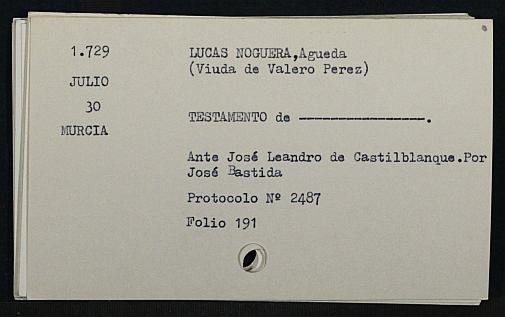 1.729
JULIO
30
MURCIA
LUCAS NOGUERA,Agueda
(Viuda de Valero Perez)
TESTAMENTO de ----------------.
Ante José Leandro de Castilblanque.Por
José Bastida
Protocolo Nº 2487
Folio 191